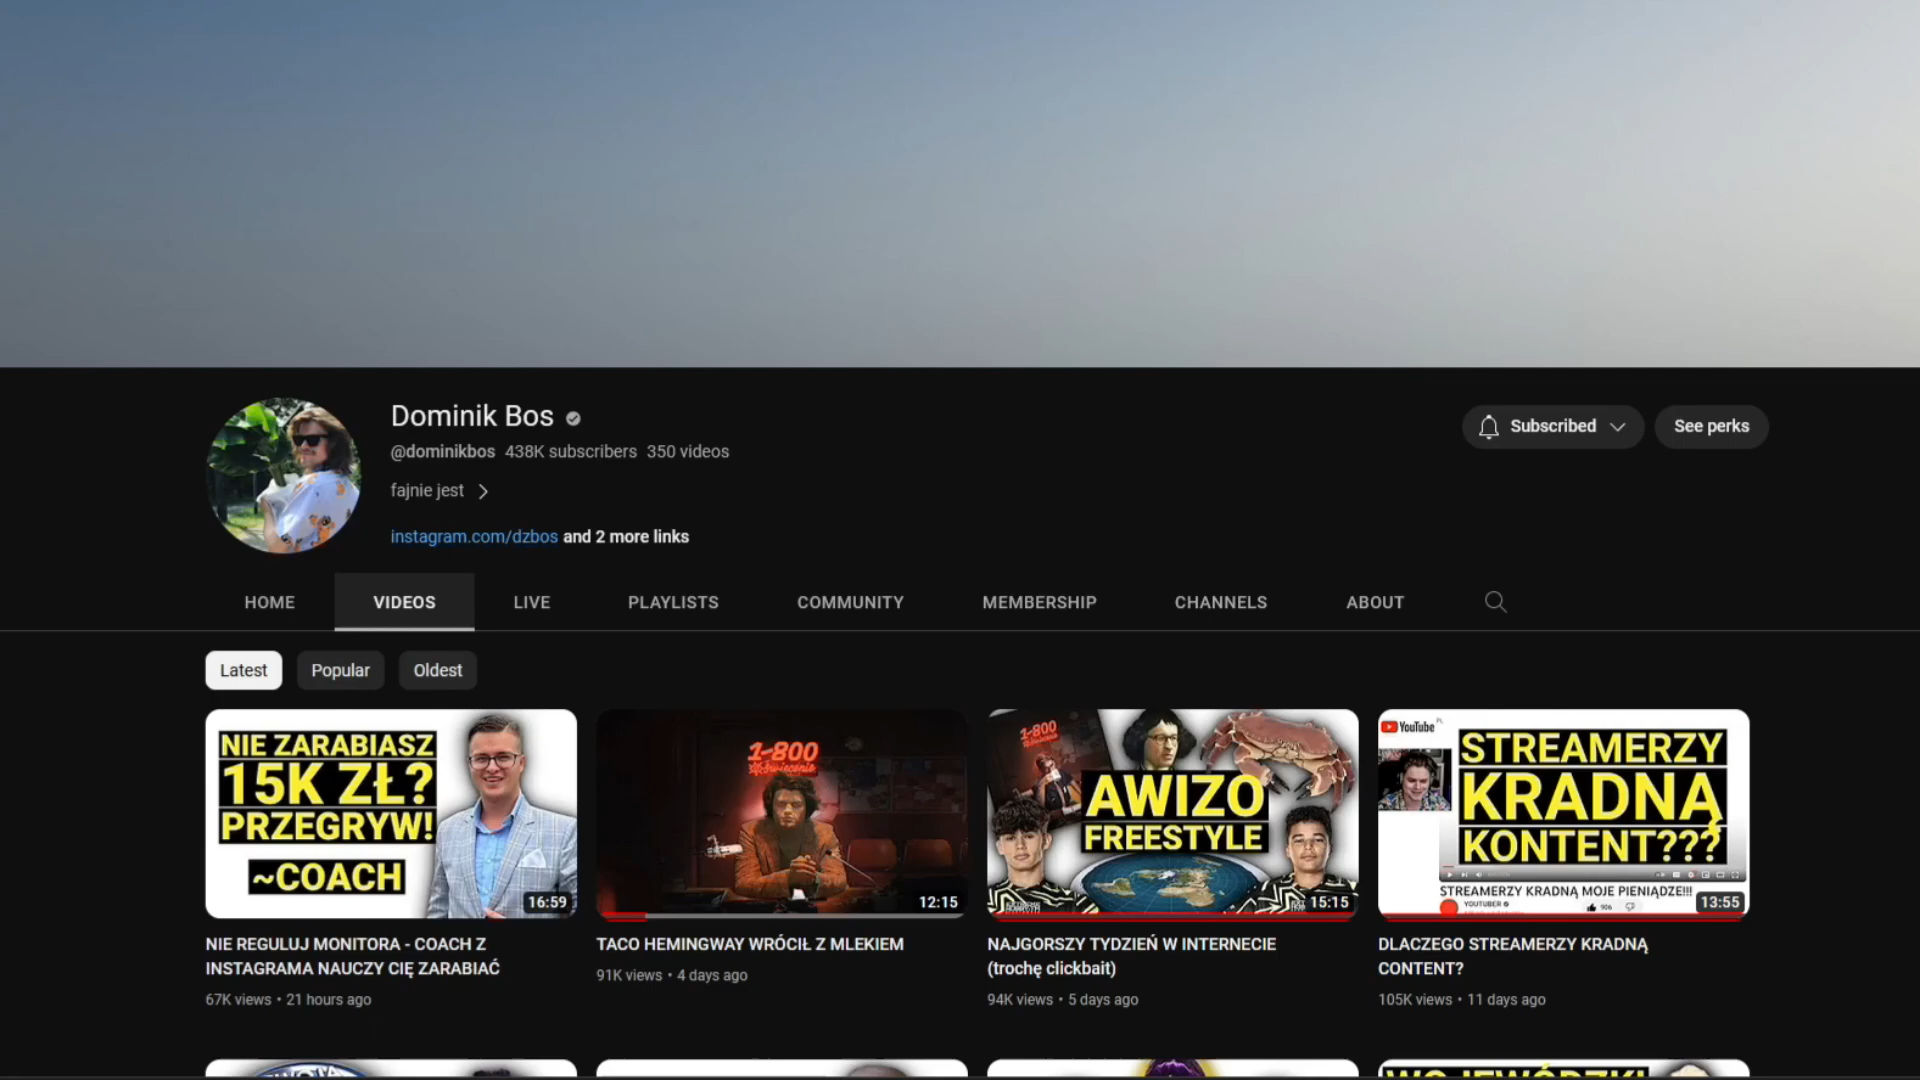 Dominik Bos
@dominikbos 438K subscribers 350 videos
fajnie jest
instagram.com/dzbos and 2 more links
Subscribed
See perks
HOME
VIDEOS
LIVE
PLAYLISTS
COMMUNITY
MEMBERSHIP
CHANNELS
ABOUT
Latest
Popular
Oldest
NIE ZARABIASZ
15K ZŁ?
PRZEGRYW!
~COACH
16:59
NIE REGULUJ MONITORA - COACH Z
INSTAGRAMA NAUCZY CIĘ ZARABIAĆ
67K views • 21 hours ago
1-800
12:15
TACO HEMINGWAY WRÓCIŁ Z MLEKIEM
91K views • 4 days ago
1-800
AWIZO
FREESTYLE
15:15
NAJGORSZY TYDZIEŃ W INTERNECIE
(trochę clickbait)
94K views • 5 days ago
YouTube PL
STREAMERZY
KRADNĄ
KONTENT???
STREAMERZY KRADNĄ MOJE PIENIĄDZE!!!
YOUTUBER
906
13:55
DLACZEGO STREAMERZY KRADNĄ
CONTENT?
105K views • 11 days ago